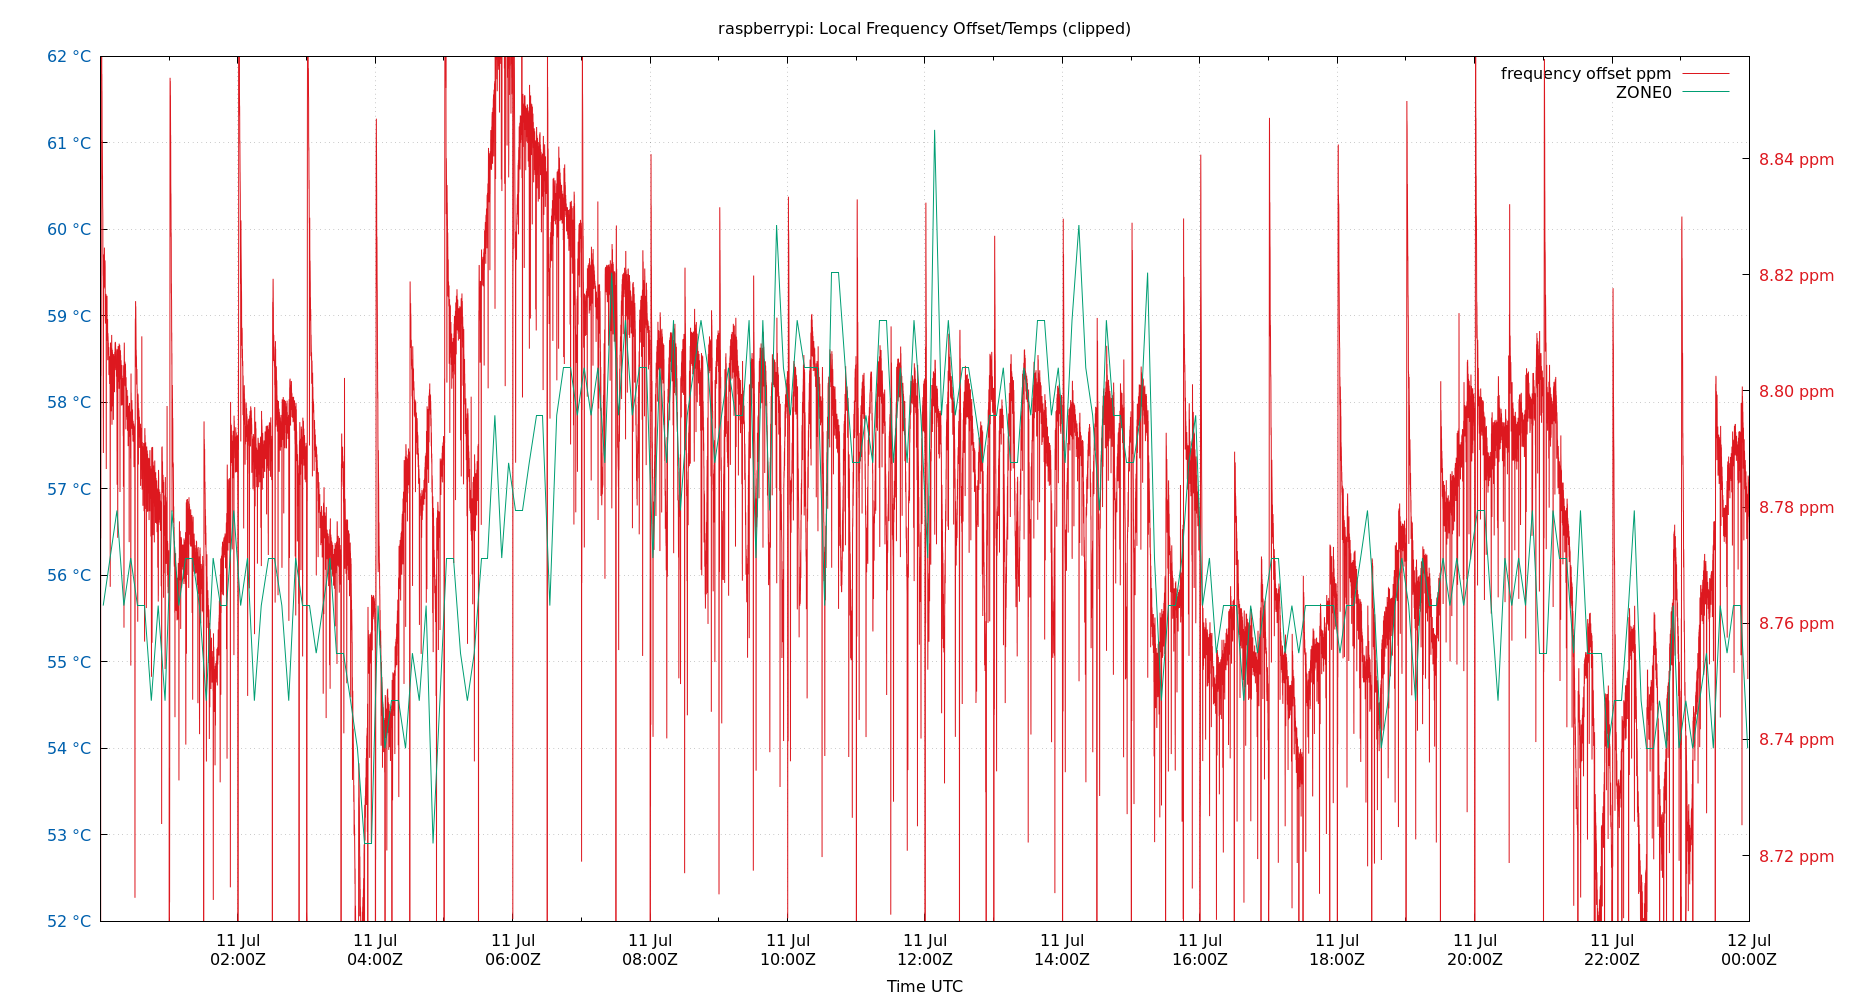 raspberrypi: Local Frequency Offset/Temps (clipped)
frequency offset ppm
ZONE0
62 °C
61 °C
60 °C
59 °C
58 °C
57 °C
56 °C
55 °C
54 °C
53 °C
52 °C
8.84 ppm
8.82 ppm
8.80 ppm
8.78 ppm
8.76 ppm
8.74 ppm
8.72 ppm
11 Jul 11 Jul 11 Jul 11 Jul 11 Jul 11 Jul 11 Jul 11 Jul 11 Jul 11 Jul 11 Jul 12 Jul
02:00Z 04:00Z 06:00Z 08:00Z 10:00Z 12:00Z 14:00Z 16:00Z 18:00Z 20:00Z 22:00Z 00:00Z
Time UTC